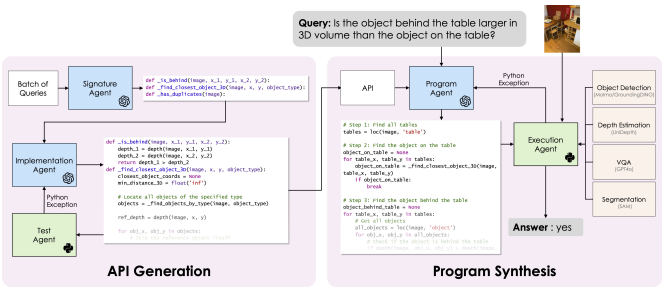 Query: Is the object behind the table larger in
3D volume than the object on the table?
Batch of
Queries
Signature
Agent
def _is_behind(image, x_1, y_1, x_2, y_2):
def _find_closest_object_3D(image, x, y, object_type):
def _has_duplicates(image):
Implementation
Agent
def _is_behind(image, x_1, y_1, x_2, y_2):
depth_1 = depth(image, x_1, y_1)
depth_2 = depth(image, x_2, y_2)
return depth_1 > depth_2
def _find_closest_object_3D(image, x, y, object_type):
closest_object_coords = None
min_distance_3D = float('inf')
# Locate all objects of the specified type
objects = _find_objects_by_type(image, object_type)
ref_depth = depth(image, x, y)
for obj_x, obj_y in objects:
Python
Exception
Test
Agent
API Generation
API
Program
Agent
Python
Exception
# Step 1: Find all tables
tables = loc(image, 'table')
# Step 2: Find the object on the table
object_on_table = None
for table_x, table_y in tables:
object_on_table = _find_closest_object_3D(image,
table_x, table_y)
if object_on_table:
break
# Step 3: Find the object behind the table
object_behind_table = None
for table_x, table_y in tables:
# Get all objects
all_objects = loc(image, 'object')
for obj_x, obj_y in all_objects:
# Check if the object is behind the table
Execution
Agent
Answer : yes
Object Detection
(Molmo/GroundingDINO)
Depth Estimation
(UniDepth)
VQA
(GPT4o)
Segmentation
(SAM)
Program Synthesis